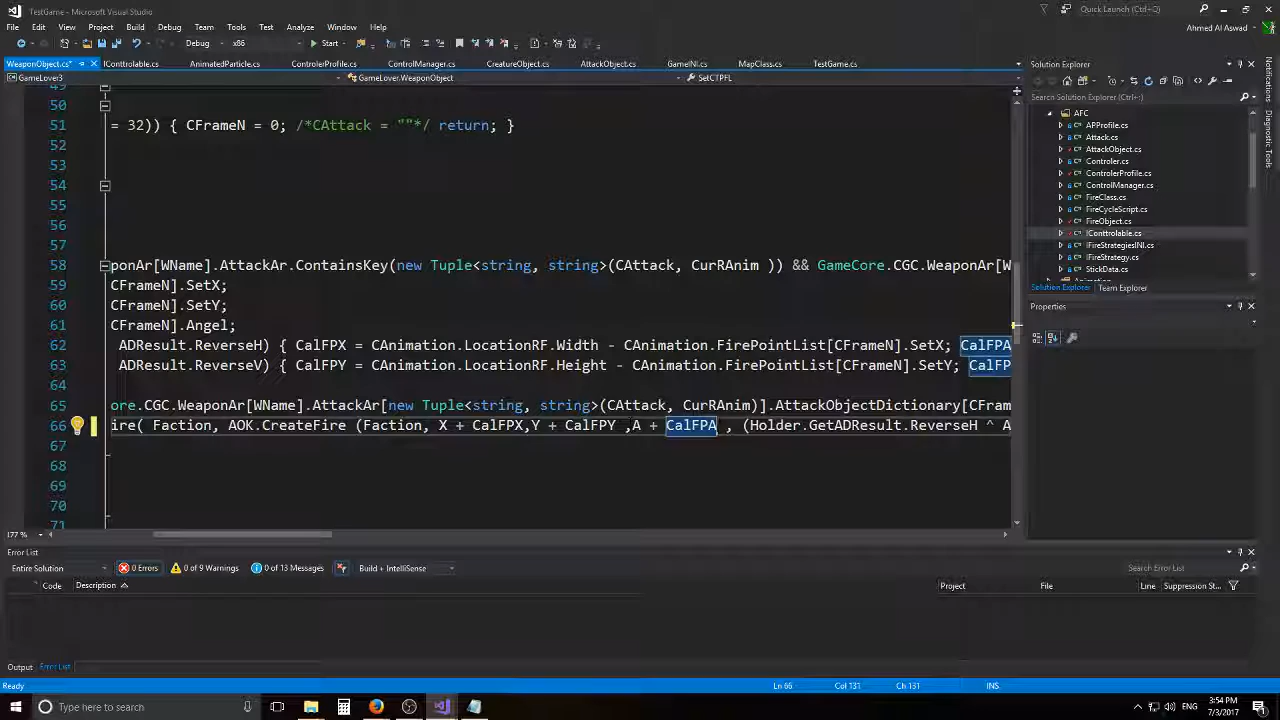 TestGame - Microsoft Visual Studio
Quick Launch (Ctrl+;)
File Edit View Project Build Debug Team Tools Test Analyze Window Help
Ahmed Al Aswad
Debug x86 Start
WeaponObject.cs* IConttrolable.cs AnimatedParticle.cs ControlerProfile.cs ControlManager.cs CreatureObject.cs AttackObject.cs GameINI.cs MapClass.cs TestGame.cs
GameLover3 GameLover.WeaponObject SetCTPFL
49
50
51 = 32)) { CFrameN = 0; /*CAttack = ""*/ return; }
52
53
54
55
56
57
58 ponAr[WName].AttackAr.ContainsKey(new Tuple<string, string>(CAttack, CurRAnim )) && GameCore.CGC.WeaponAr[W
59 CFrameN].SetX;
60 CFrameN].SetY;
61 CFrameN].Angel;
62 ADResult.ReverseH) { CalFPX = CAnimation.LocationRF.Width - CAnimation.FirePointList[CFrameN].SetX; CalFPA
63 ADResult.ReverseV) { CalFPY = CAnimation.LocationRF.Height - CAnimation.FirePointList[CFrameN].SetY; CalFP
64
65 ore.CGC.WeaponAr[WName].AttackAr[new Tuple<string, string>(CAttack, CurRAnim)].AttackObjectDictionary[CFram
66 ire( Faction, AOK.CreateFire (Faction, X + CalFPX,Y + CalFPY ,A + CalFPA , (Holder.GetADResult.ReverseH ^ A
67
68
69
70
71
177 %
Solution Explorer
Search Solution Explorer (Ctrl+;)
AFC
APProfile.cs
Attack.cs
AttackObject.cs
Controler.cs
ControlerProfile.cs
ControlManager.cs
FireClass.cs
FireCycleScript.cs
FireObject.cs
IConttrolable.cs
IFireStrategiesINI.cs
IFireStrategy.cs
StickData.cs
Solution Explorer Team Explorer
Properties
Notifications
Diagnostic Tools
Error List
Entire Solution 0 Errors 0 of 9 Warnings 0 of 13 Messages Build + IntelliSense Search Error List
Code Description Project File Line Suppression St...
Output Error List
Ready Ln 66 Col 131 Ch 131 INS
Type here to search
ENG
3:54 PM
7/3/2017